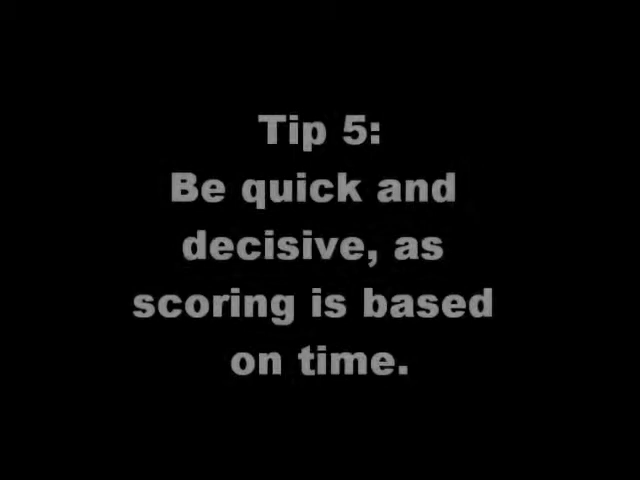 Tip 5:
Be quick and
decisive, as
scoring is based
on time.